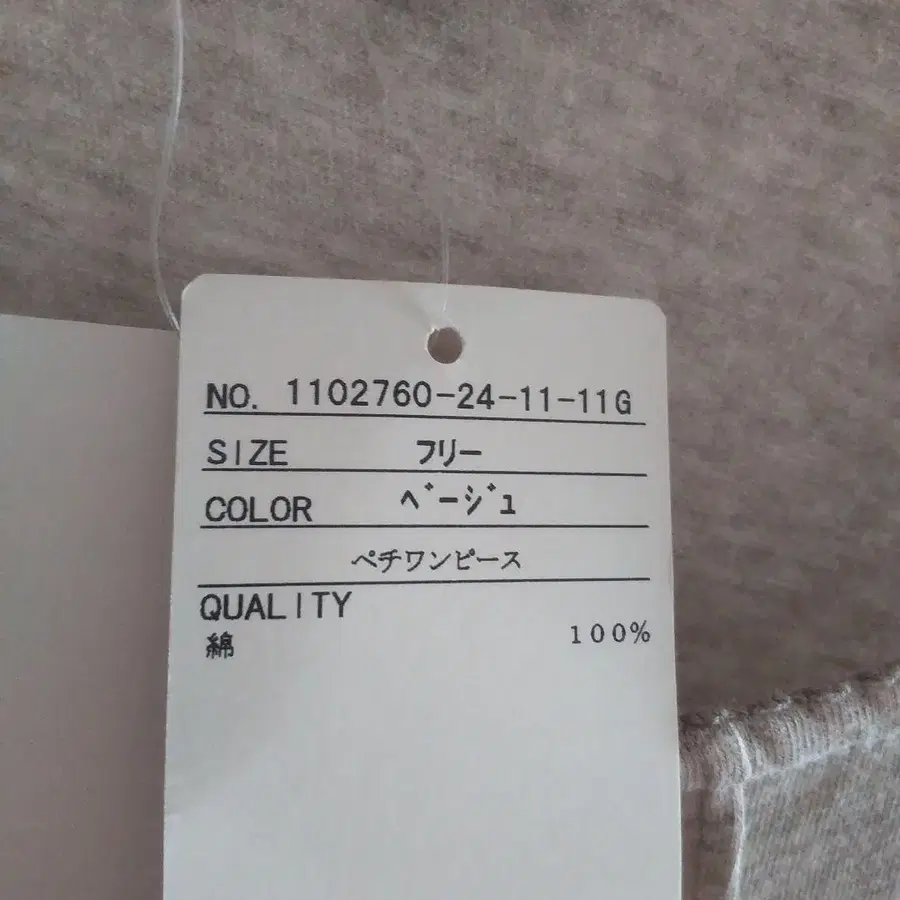 NO. 1102760-24-11-11G
SIZE フリー
COLOR ベージュ
ペチワンピース
QUALITY
綿 100%